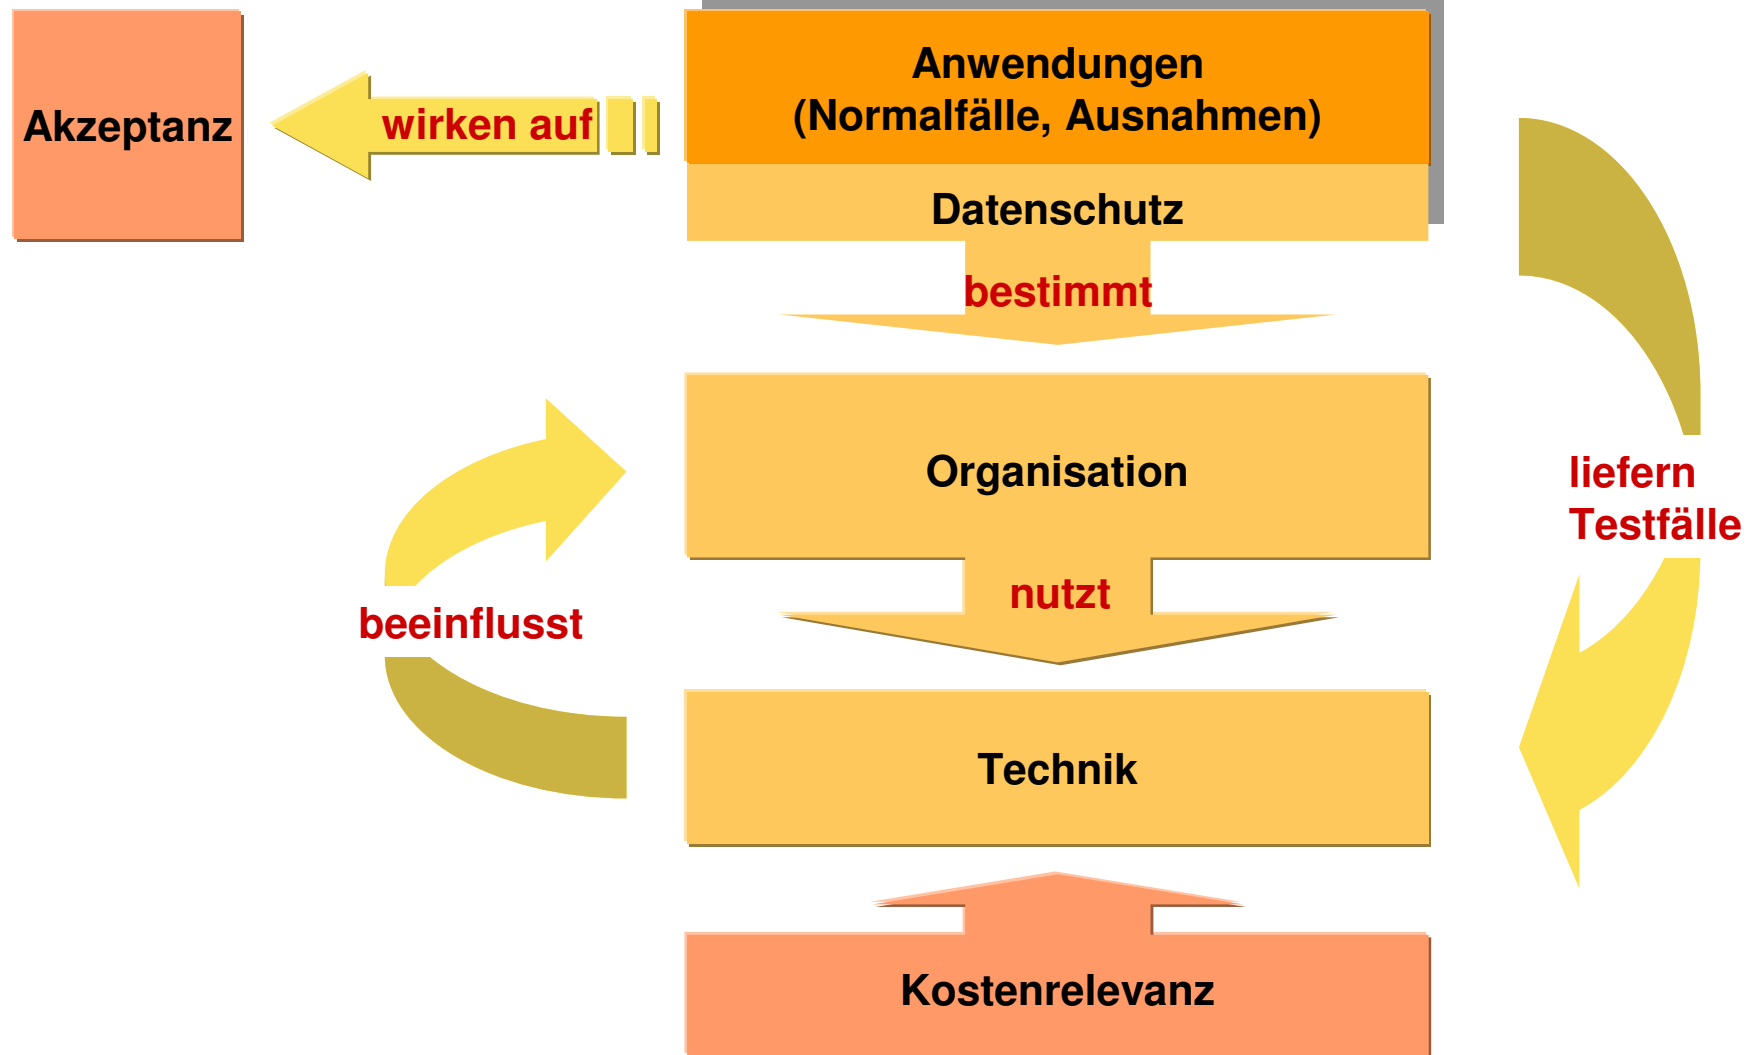 Akzeptanz
wirken auf
Anwendungen
(Normalfälle, Ausnahmen)
Datenschutz
bestimmt
Organisation
liefern
Testfälle
nutzt
beeinflusst
Technik
Kostenrelevanz